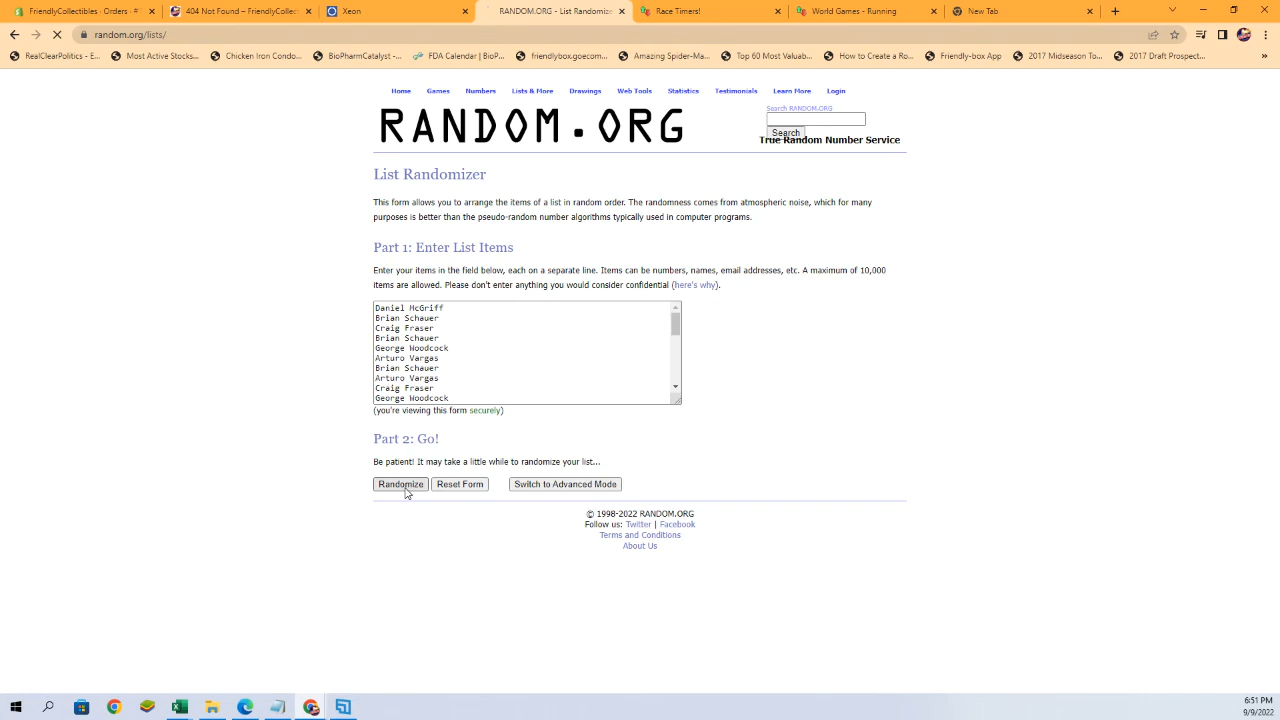 FriendlyCollectibles - Orders - #
404 Not Found – FriendlyCollect
Xeon
RANDOM.ORG - List Randomizer
Race Time!
New Tab
random.org/lists/
RealClearPolitics - E...
Most Active Stocks...
Chicken Iron Condo...
BioPharmCatalyst -...
FDA Calendar | BioP...
friendlybox.goecom...
Amazing Spider-Ma...
Top 60 Most Valuab...
How to Create a Ro...
Friendly-box App
2017 Midseason To...
2017 Draft Prospect...
»
Home Games Numbers Lists & More Drawings Web Tools Statistics Testimonials Learn More Login
Search RANDOM.ORG
RANDOM.ORG
Search
True Random Number Service
List Randomizer
This form allows you to arrange the items of a list in random order. The randomness comes from atmospheric noise, which for many
purposes is better than the pseudo-random number algorithms typically used in computer programs.
Part 1: Enter List Items
Enter your items in the field below, each on a separate line. Items can be numbers, names, email addresses, etc. A maximum of 10,000
items are allowed. Please don't enter anything you would consider confidential (here's why).
Daniel McGriff
Brian Schauer
Craig Fraser
Brian Schauer
George Woodcock
Arturo Vargas
Brian Schauer
Arturo Vargas
Craig Fraser
George Woodcock
(you're viewing this form securely)
Part 2: Go!
Be patient! It may take a little while to randomize your list...
Randomize Reset Form Switch to Advanced Mode
© 1998-2022 RANDOM.ORG
Follow us: Twitter | Facebook
Terms and Conditions
About Us
6:51 PM
9/9/2022